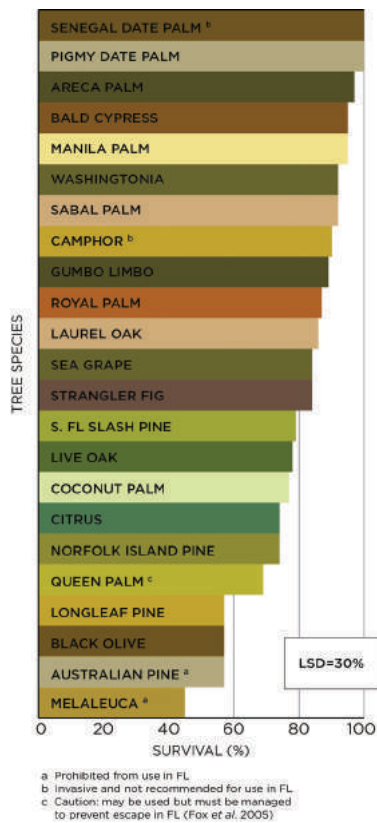 SENEGAL DATE PALM b
PIGMY DATE PALM
ARECA PALM
BALD CYPRESS
MANILA PALM
WASHINGTONIA
SABAL PALM
CAMPHOR b
GUMBO LIMBO
ROYAL PALM
LAUREL OAK
SEA GRAPE
STRANGLER FIG
S. FL SLASH PINE
LIVE OAK
COCONUT PALM
CITRUS
NORFOLK ISLAND PINE
QUEEN PALM c
LONGLEAF PINE
BLACK OLIVE
AUSTRALIAN PINE a
MELALEUCA a
TREE SPECIES
LSD=30%
0 20 40 60 80 100
SURVIVAL (%)
a Prohibited from use in FL
b Invasive and not recommended for use in FL
c Caution: may be used but must be managed
to prevent escape in FL (Fox et al. 2005)